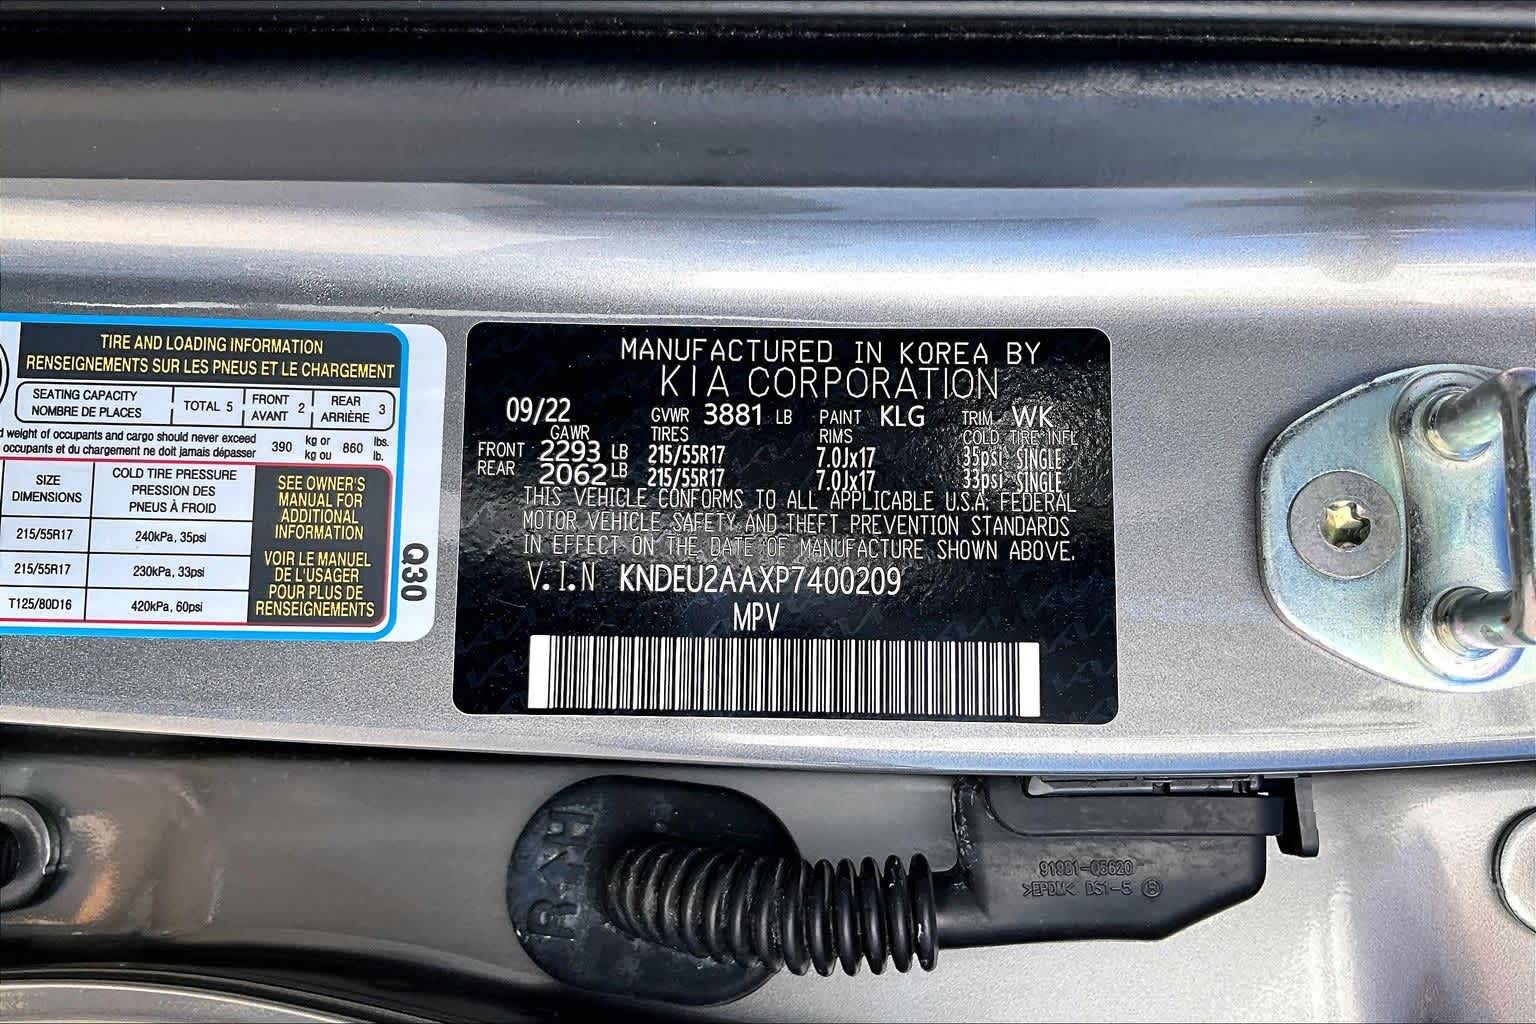 TIRE AND LOADING INFORMATION
RENSEIGNEMENTS SUR LES PNEUS ET LE CHARGEMENT
SEATING CAPACITY
NOMBRE DE PLACES
TOTAL 5
FRONT
AVANT 2
REAR
ARRIÈRE 3
d weight of occupants and cargo should never exceed
occupants et du chargement ne doit jamais dépasser
390 kg or
kg ou
860 lbs.
lb.
SIZE
DIMENSIONS
COLD TIRE PRESSURE
PRESSION DES
PNEUS À FROID
215/55R17 240kPa, 35psi
215/55R17 230kPa, 33psi
T125/80D16 420kPa, 60psi
SEE OWNER'S
MANUAL FOR
ADDITIONAL
INFORMATION
VOIR LE MANUEL
DE L'USAGER
POUR PLUS DE
RENSEIGNEMENTS
Q30
MANUFACTURED IN KOREA BY
KIA CORPORATION
09/22 GVWR 3881 LB PAINT KLG TRIM WK
GAWR TIRES RIMS COLD TIRE INFL
FRONT 2293 LB 215/55R17 7.0Jx17 35psi SINGLE
REAR 2062 LB 215/55R17 7.0Jx17 33psi SINGLE
THIS VEHICLE CONFORMS TO ALL APPLICABLE U.S.A. FEDERAL
MOTOR VEHICLE SAFETY AND THEFT PREVENTION STANDARDS
IN EFFECT ON THE DATE OF MANUFACTURE SHOWN ABOVE.
V.I.N KNDEU2AAXP7400209
MPV
RH
91981-Q5620
>EPDM< DS1-5